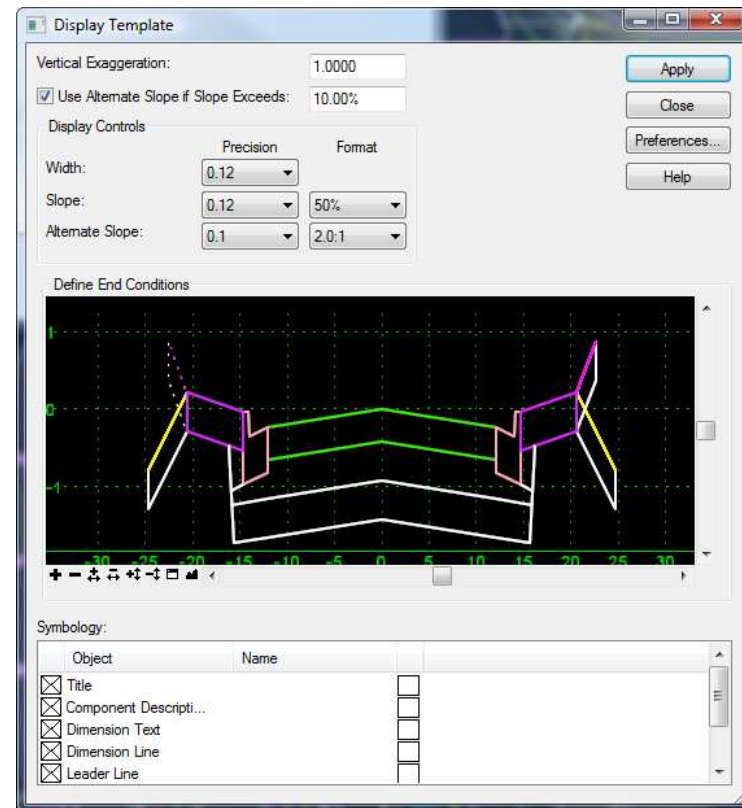 Display Template
Vertical Exaggeration: 1.0000
Use Alternate Slope if Slope Exceeds: 10.00%
Apply
Close
Preferences...
Help
Display Controls
Precision Format
Width: 0.12
Slope: 0.12 50%
Alternate Slope: 0.1 2.0:1
Define End Conditions
1
0
-1
-30 -25 -20 -15 -10 -5 0 5 10 15 20 25 30
Symbology:
Object Name
Title
Component Descripti...
Dimension Text
Dimension Line
Leader Line